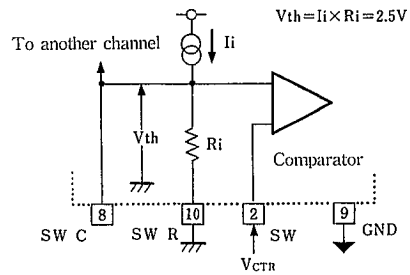 Vth=Ii×Ri=2.5V
To another channel
Ii
Vth
Ri
Comparator
8
10
2
9
SW C
SW R
SW
GND
VCTR